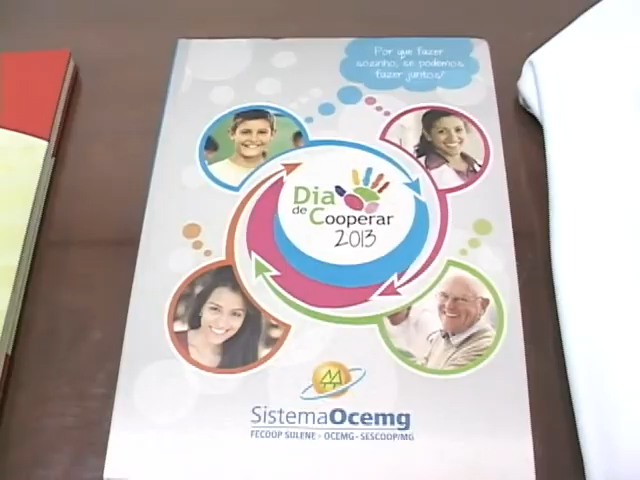 Por que fazer
sozinho, se podemos
fazer juntos?
Dia
de Cooperar
2013
SistemaOcemg
FECOOP SULENE - OCEMG - SESCOOP/MG